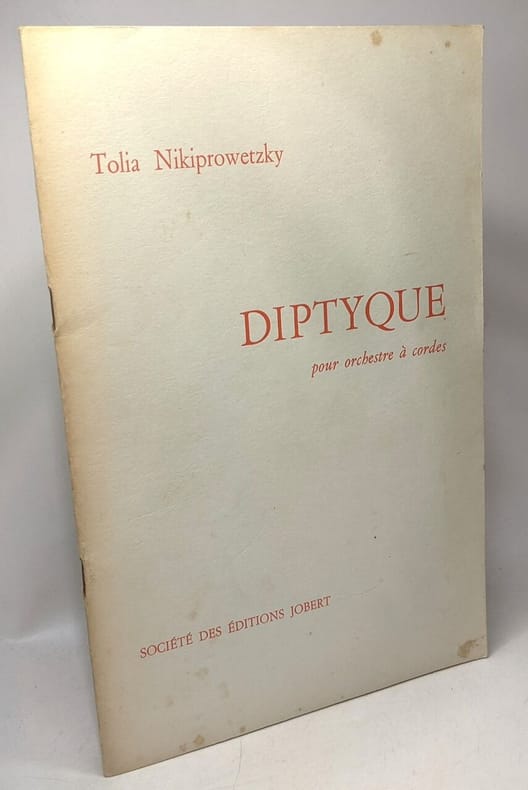 Tolia Nikiprowetzky
DIPTYQUE
pour orchestre à cordes
SOCIÉTÉ DES ÉDITIONS JOBERT